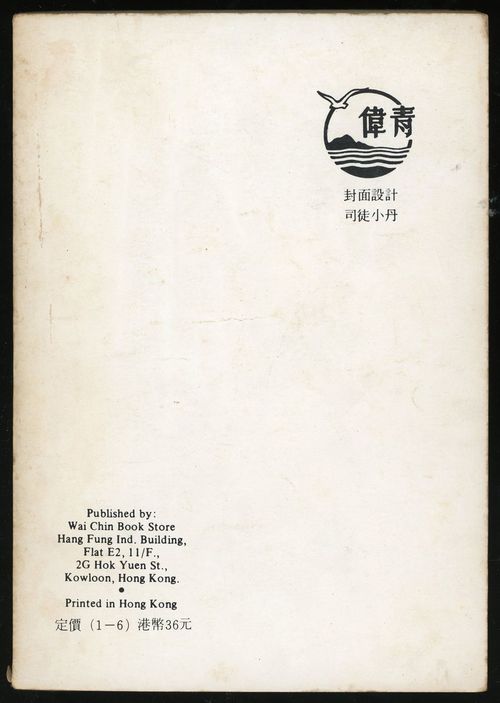 偉青
封面設計
司徒小丹
Published by:
Wai Chin Book Store
Hang Fung Ind. Building,
Flat E2, 11/F.,
2G Hok Yuen St.,
Kowloon, Hong Kong.
●
Printed in Hong Kong
定價（1－6）港幣36元